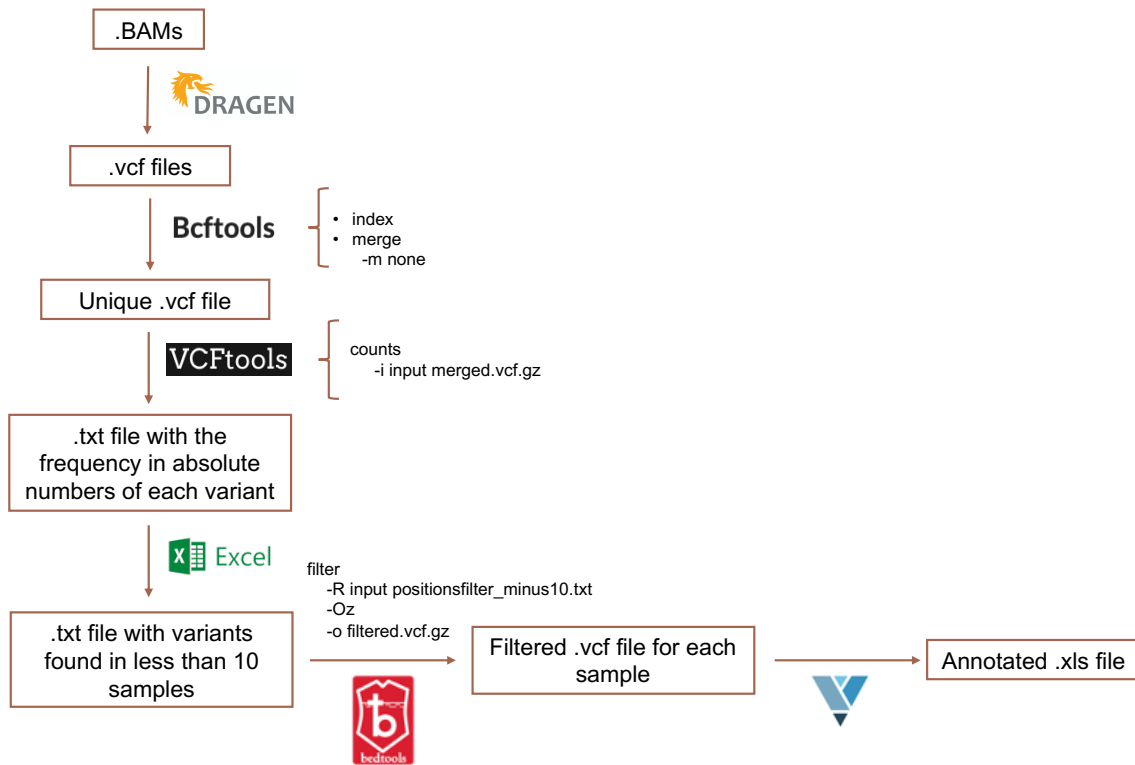 .BAMs
DRAGEN
.vcf files
Bcftools
• index
• merge
-m none
Unique .vcf file
VCFtools
counts
-i input merged.vcf.gz
.txt file with the
frequency in absolute
numbers of each variant
X
Excel
filter
-R input positionsfilter_minus10.txt
-Oz
-o filtered.vcf.gz
.txt file with variants
found in less than 10
samples
b
bedtools
Filtered .vcf file for each
sample
Annotated .xls file